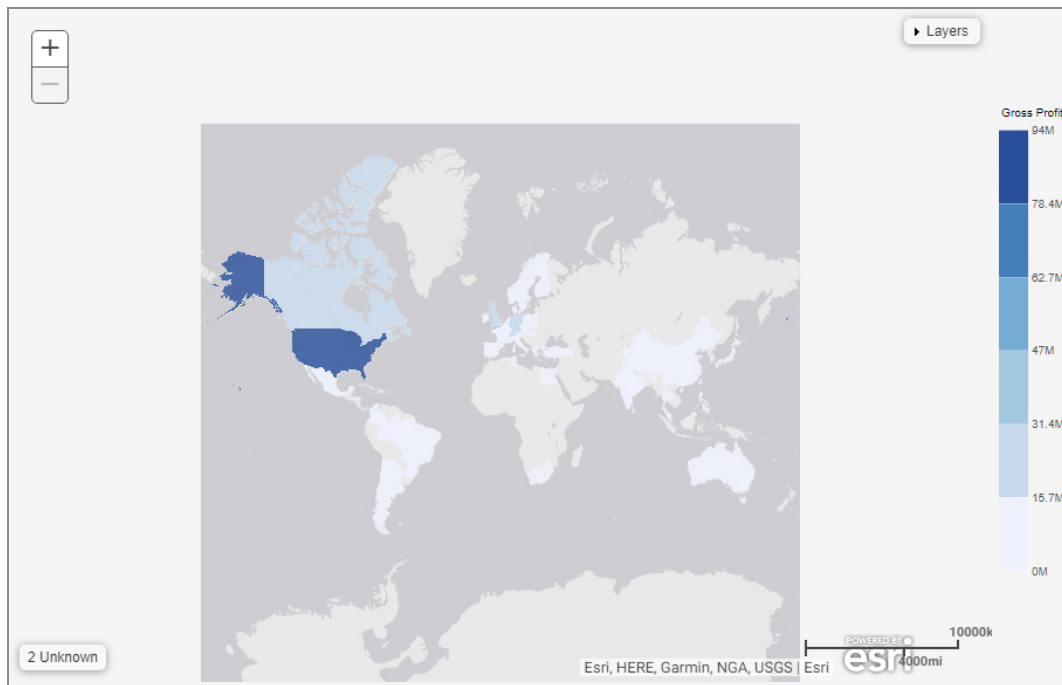 +
−
Layers
Gross Profit
94M
78.4M
62.7M
47M
31.4M
15.7M
0M
2 Unknown
Esri, HERE, Garmin, NGA, USGS | Esri
POWERED BY
esri
10000k
4000mi